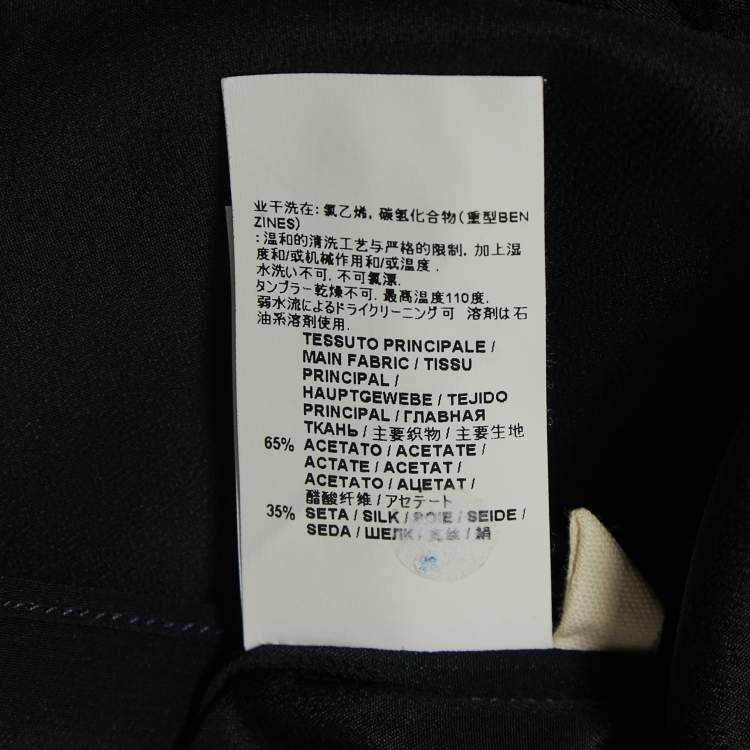 业干洗在: 氯乙烯, 碳氢化合物(重型BEN
ZINES)
: 温和的清洗工艺与严格的限制, 加上湿
度和/或机械作用和/或温度.
水洗い不可. 不可氯漂.
タンブラー乾燥不可. 最高温度110度.
弱水流によるドライクリーニング可 溶剤は石
油系溶剤使用.
TESSUTO PRINCIPALE /
MAIN FABRIC / TISSU
PRINCIPAL /
HAUPTGEWEBE / TEJIDO
PRINCIPAL / ГЛАВНАЯ
ТКАНЬ / 主要织物 / 主要生地
65% ACETATO / ACETATE /
ACTATE / ACETAT /
ACETATO / АЦЕТАТ /
醋酸纤维 / アセテート
35% SETA / SILK / SOIE / SEIDE /
SEDA / ШЕЛК / / 絹